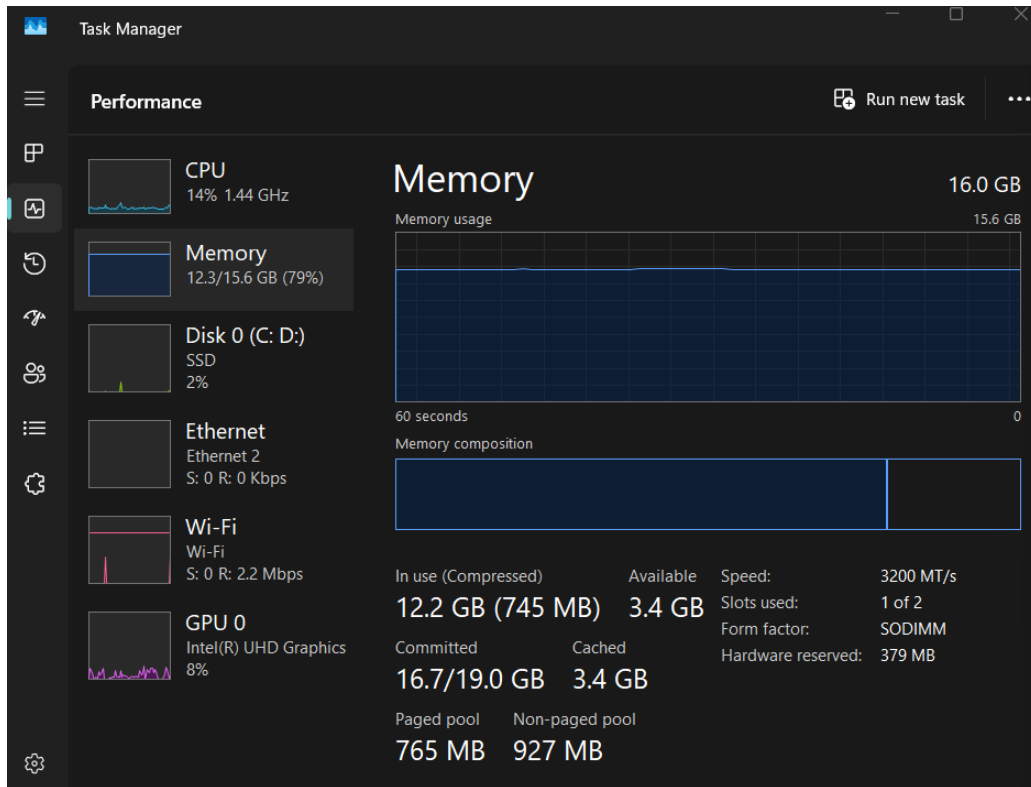 Task Manager
Performance
Run new task
CPU
14% 1.44 GHz
Memory
12.3/15.6 GB (79%)
Disk 0 (C: D:)
SSD
2%
Ethernet
Ethernet 2
S: 0 R: 0 Kbps
Wi-Fi
Wi-Fi
S: 0 R: 2.2 Mbps
GPU 0
Intel(R) UHD Graphics
8%
Memory 16.0 GB
Memory usage 15.6 GB
60 seconds 0
Memory composition
In use (Compressed) Available
12.2 GB (745 MB) 3.4 GB
Committed Cached
16.7/19.0 GB 3.4 GB
Paged pool Non-paged pool
765 MB 927 MB
Speed: 3200 MT/s
Slots used: 1 of 2
Form factor: SODIMM
Hardware reserved: 379 MB